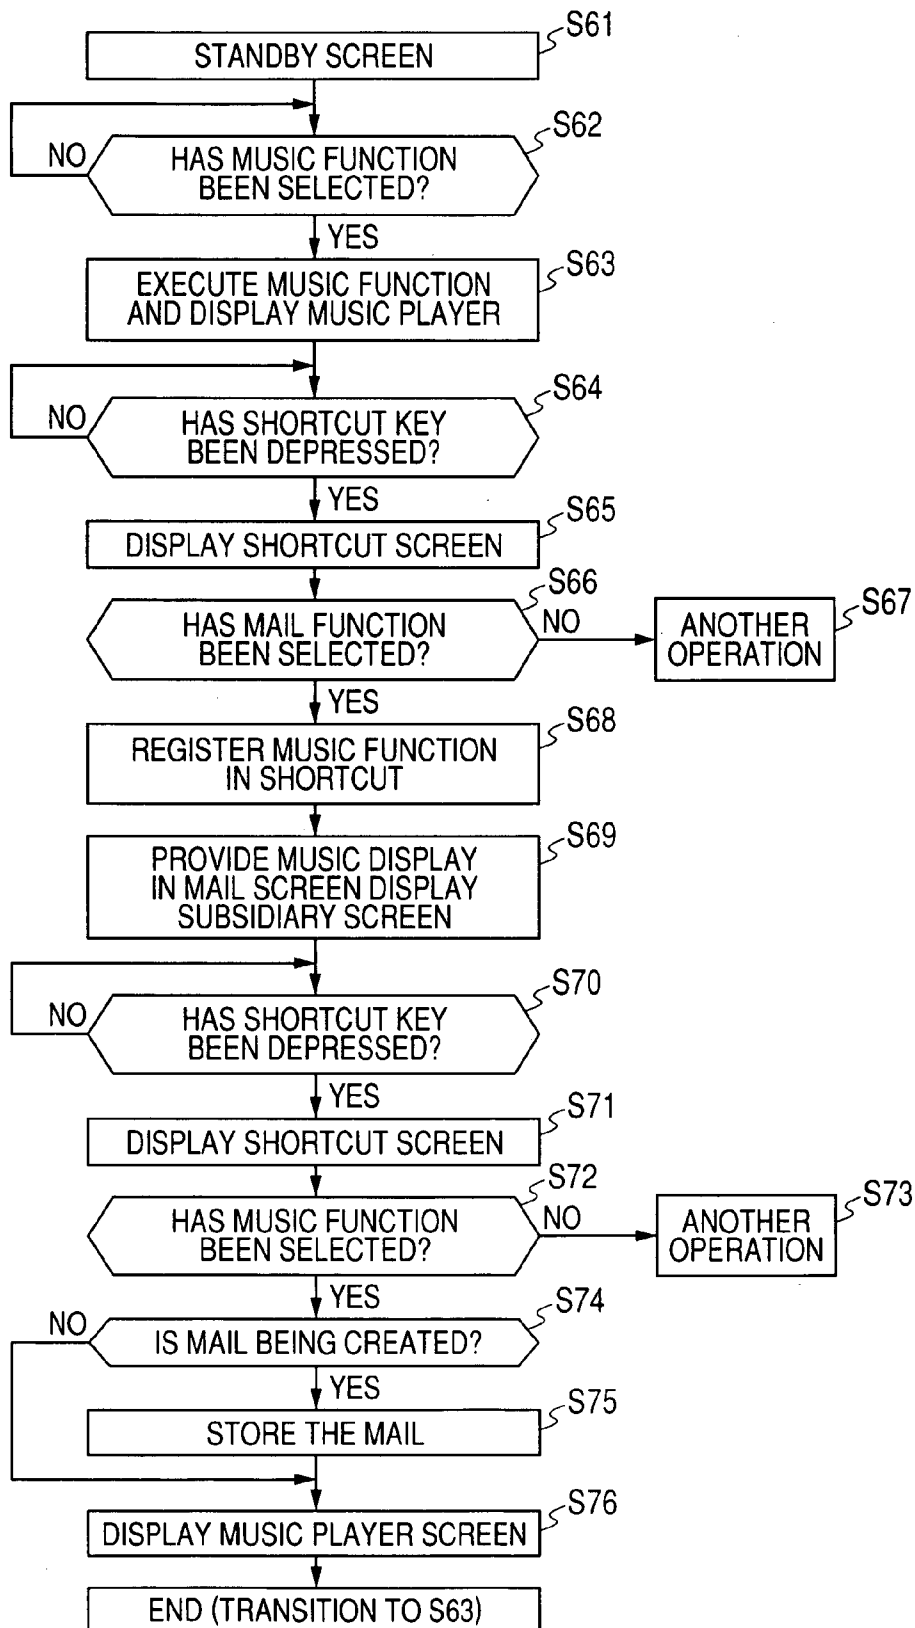 S61
STANDBY SCREEN
S62
NO
HAS MUSIC FUNCTION
BEEN SELECTED?
YES
S63
EXECUTE MUSIC FUNCTION
AND DISPLAY MUSIC PLAYER
S64
NO
HAS SHORTCUT KEY
BEEN DEPRESSED?
YES
S65
DISPLAY SHORTCUT SCREEN
S66
HAS MAIL FUNCTION
BEEN SELECTED?
NO
S67
ANOTHER
OPERATION
YES
S68
REGISTER MUSIC FUNCTION
IN SHORTCUT
S69
PROVIDE MUSIC DISPLAY
IN MAIL SCREEN DISPLAY
SUBSIDIARY SCREEN
S70
NO
HAS SHORTCUT KEY
BEEN DEPRESSED?
YES
S71
DISPLAY SHORTCUT SCREEN
S72
HAS MUSIC FUNCTION
BEEN SELECTED?
NO
S73
ANOTHER
OPERATION
YES
S74
NO
IS MAIL BEING CREATED?
YES
S75
STORE THE MAIL
S76
DISPLAY MUSIC PLAYER SCREEN
END (TRANSITION TO S63)